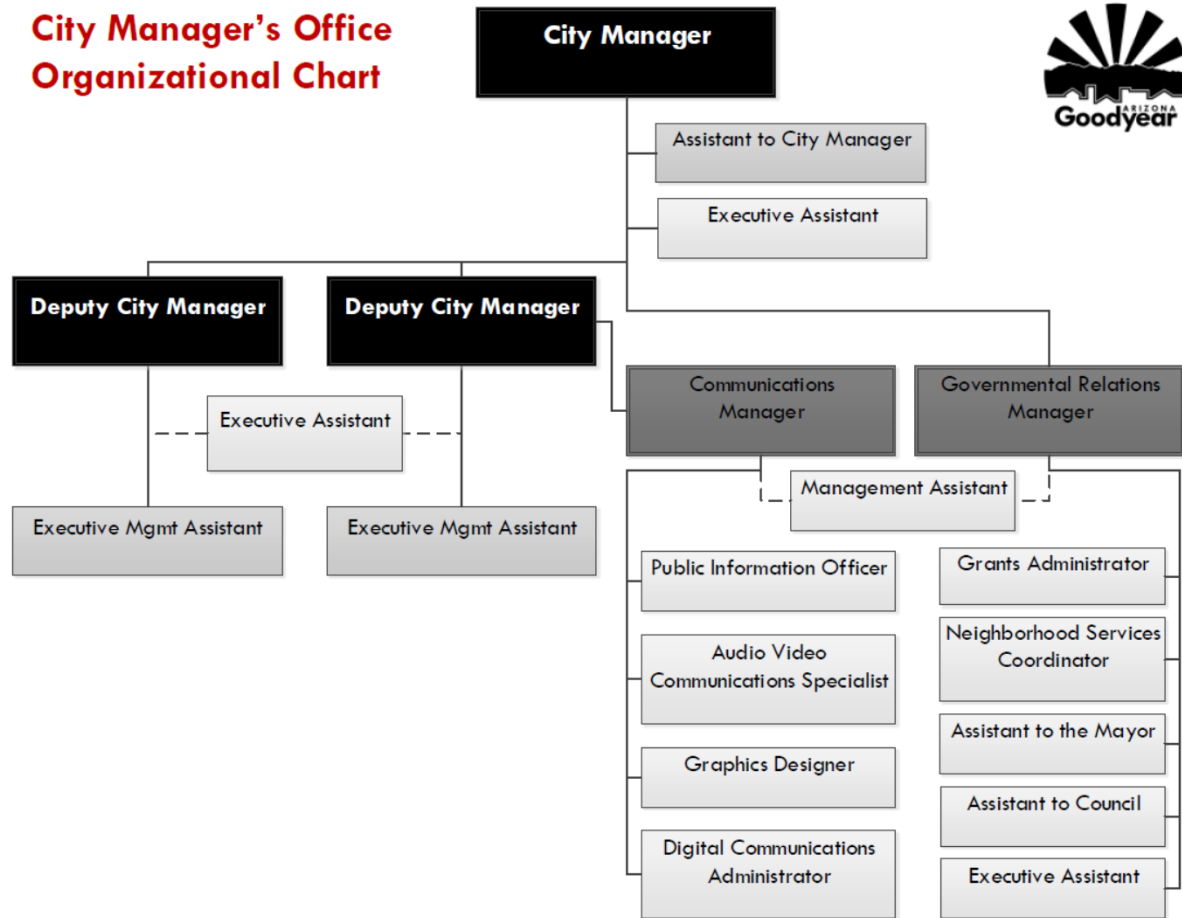 City Manager's Office
Organizational Chart
City Manager
ARIZONA
Goodyear
Assistant to City Manager
Executive Assistant
Deputy City Manager
Deputy City Manager
Communications
Manager
Governmental Relations
Manager
Executive Assistant
Management Assistant
Executive Mgmt Assistant
Executive Mgmt Assistant
Public Information Officer
Audio Video
Communications Specialist
Graphics Designer
Digital Communications
Administrator
Grants Administrator
Neighborhood Services
Coordinator
Assistant to the Mayor
Assistant to Council
Executive Assistant